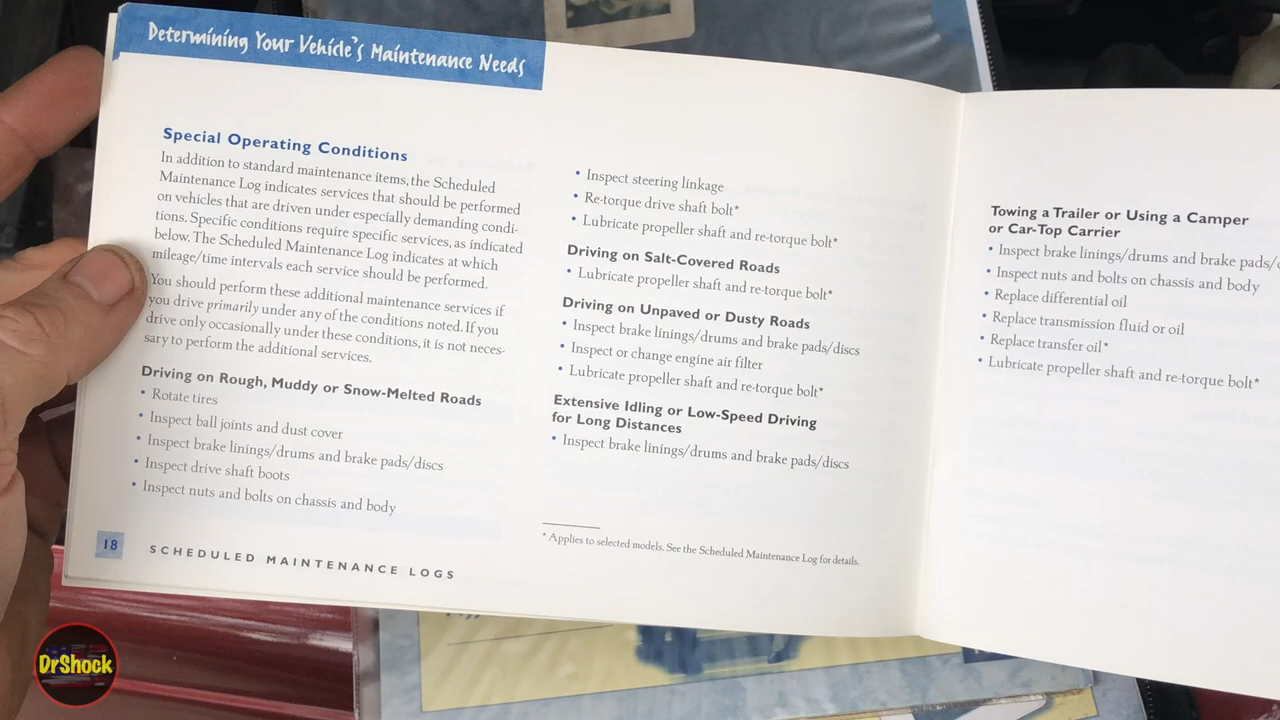 Determining Your Vehicle's Maintenance Needs
Special Operating Conditions
In addition to standard maintenance items, the Scheduled
Maintenance Log indicates services that should be performed
on vehicles that are driven under especially demanding condi-
tions. Specific conditions require specific services, as indicated
below. The Scheduled Maintenance Log indicates at which
mileage/time intervals each service should be performed.
You should perform these additional maintenance services if
you drive primarily under any of the conditions noted. If you
drive only occasionally under these conditions, it is not neces-
sary to perform the additional services.
Driving on Rough, Muddy or Snow-Melted Roads
• Rotate tires
• Inspect ball joints and dust cover
• Inspect brake linings/drums and brake pads/discs
• Inspect drive shaft boots
• Inspect nuts and bolts on chassis and body
• Inspect steering linkage
• Re-torque drive shaft bolt*
• Lubricate propeller shaft and re-torque bolt*
Driving on Salt-Covered Roads
• Lubricate propeller shaft and re-torque bolt*
Driving on Unpaved or Dusty Roads
• Inspect brake linings/drums and brake pads/discs
• Inspect or change engine air filter
• Lubricate propeller shaft and re-torque bolt*
Extensive Idling or Low-Speed Driving
for Long Distances
• Inspect brake linings/drums and brake pads/discs
* Applies to selected models. See the Scheduled Maintenance Log for details.
18
SCHEDULED MAINTENANCE LOGS
Towing a Trailer or Using a Camper
or Car-Top Carrier
• Inspect brake linings/drums and brake pads/
• Inspect nuts and bolts on chassis and body
• Replace differential oil
• Replace transmission fluid or oil
• Replace transfer oil*
• Lubricate propeller shaft and re-torque bolt*
DrShock